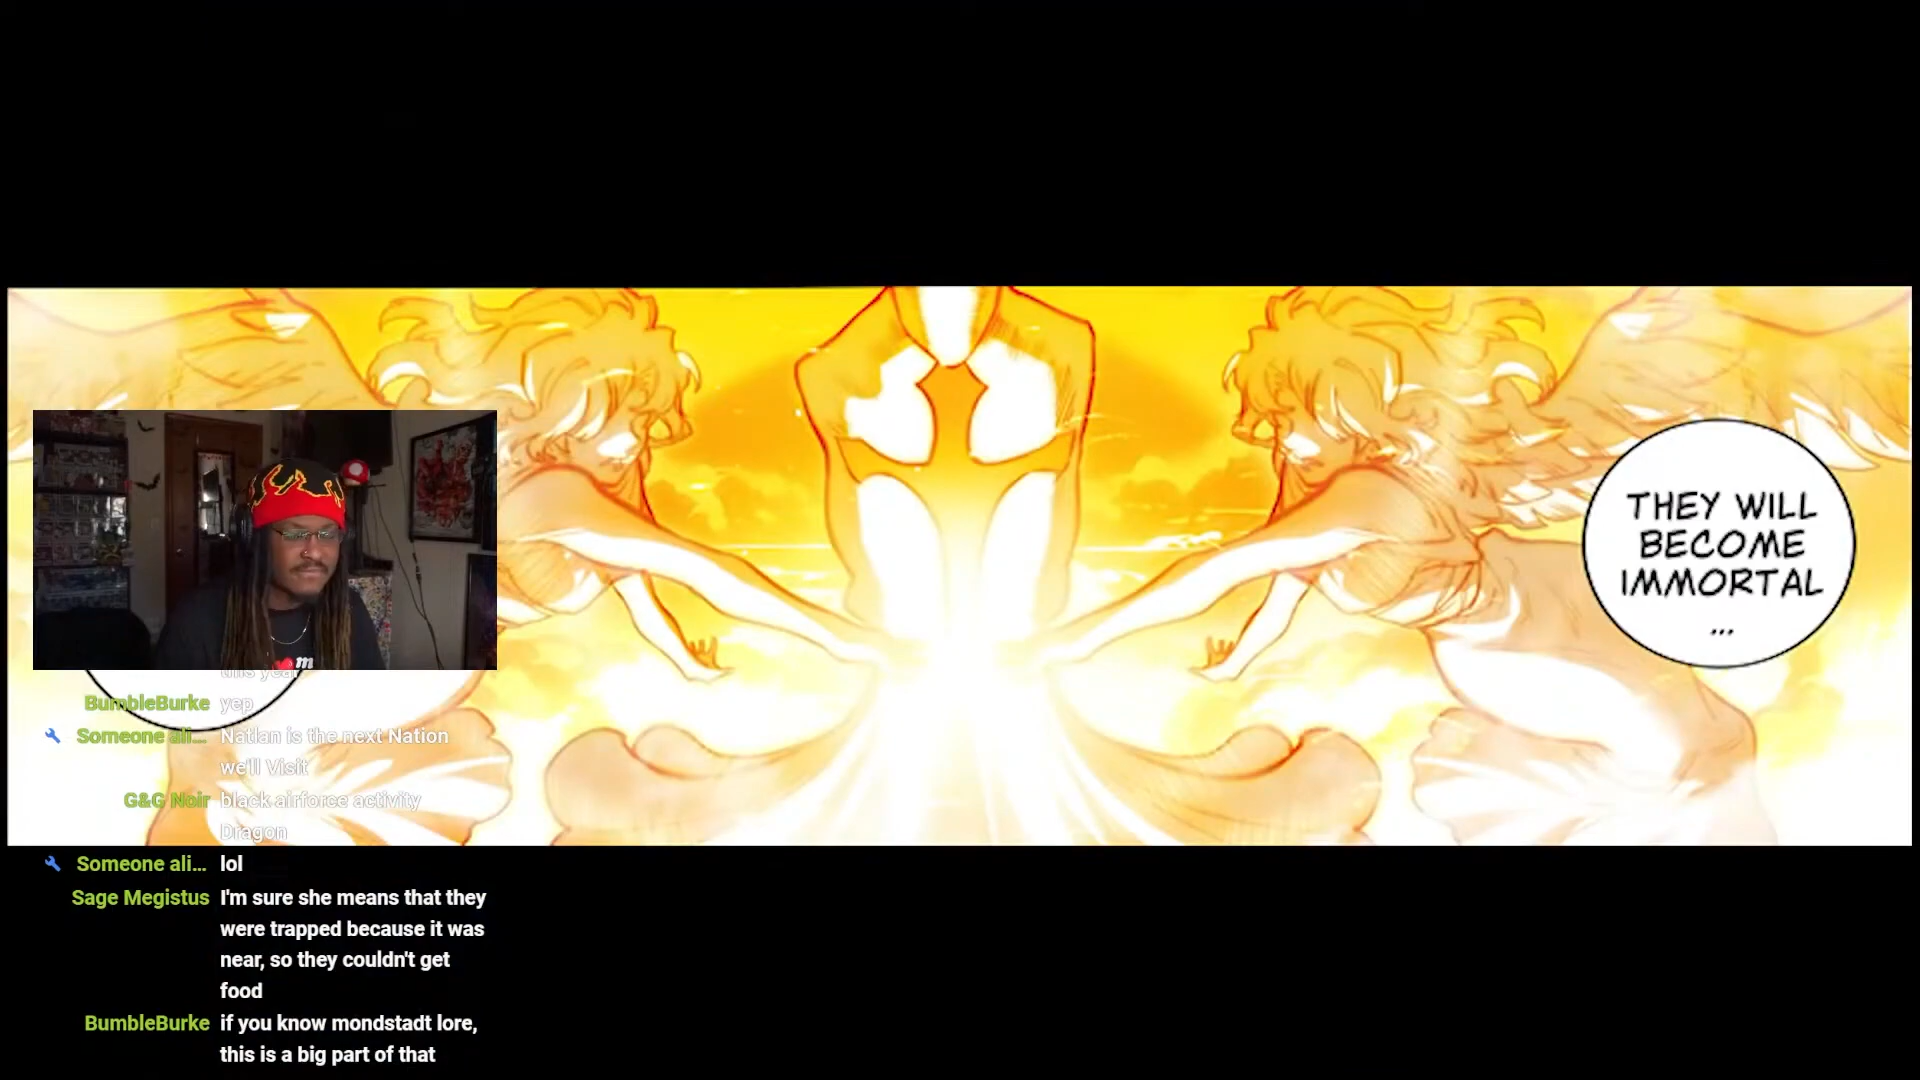 THEY WILL
BECOME
IMMORTAL
...
m
this year
BumbleBurke yep
Someone ali... Natlan is the next Nation
we'll Visit
G&G Noir black airforce activity
Dragon
Someone ali... lol
Sage Megistus I'm sure she means that they
were trapped because it was
near, so they couldn't get
food
BumbleBurke if you know mondstadt lore,
this is a big part of that